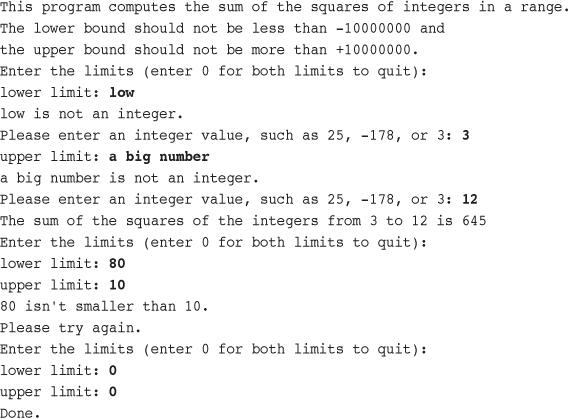 This program computes the sum of the squares of integers in a range.
The lower bound should not be less than -10000000 and
the upper bound should not be more than +10000000.
Enter the limits (enter 0 for both limits to quit):
lower limit: low
low is not an integer.
Please enter an integer value, such as 25, -178, or 3: 3
upper limit: a big number
a big number is not an integer.
Please enter an integer value, such as 25, -178, or 3: 12
The sum of the squares of the integers from 3 to 12 is 645
Enter the limits (enter 0 for both limits to quit):
lower limit: 80
upper limit: 10
80 isn't smaller than 10.
Please try again.
Enter the limits (enter 0 for both limits to quit):
lower limit: 0
upper limit: 0
Done.